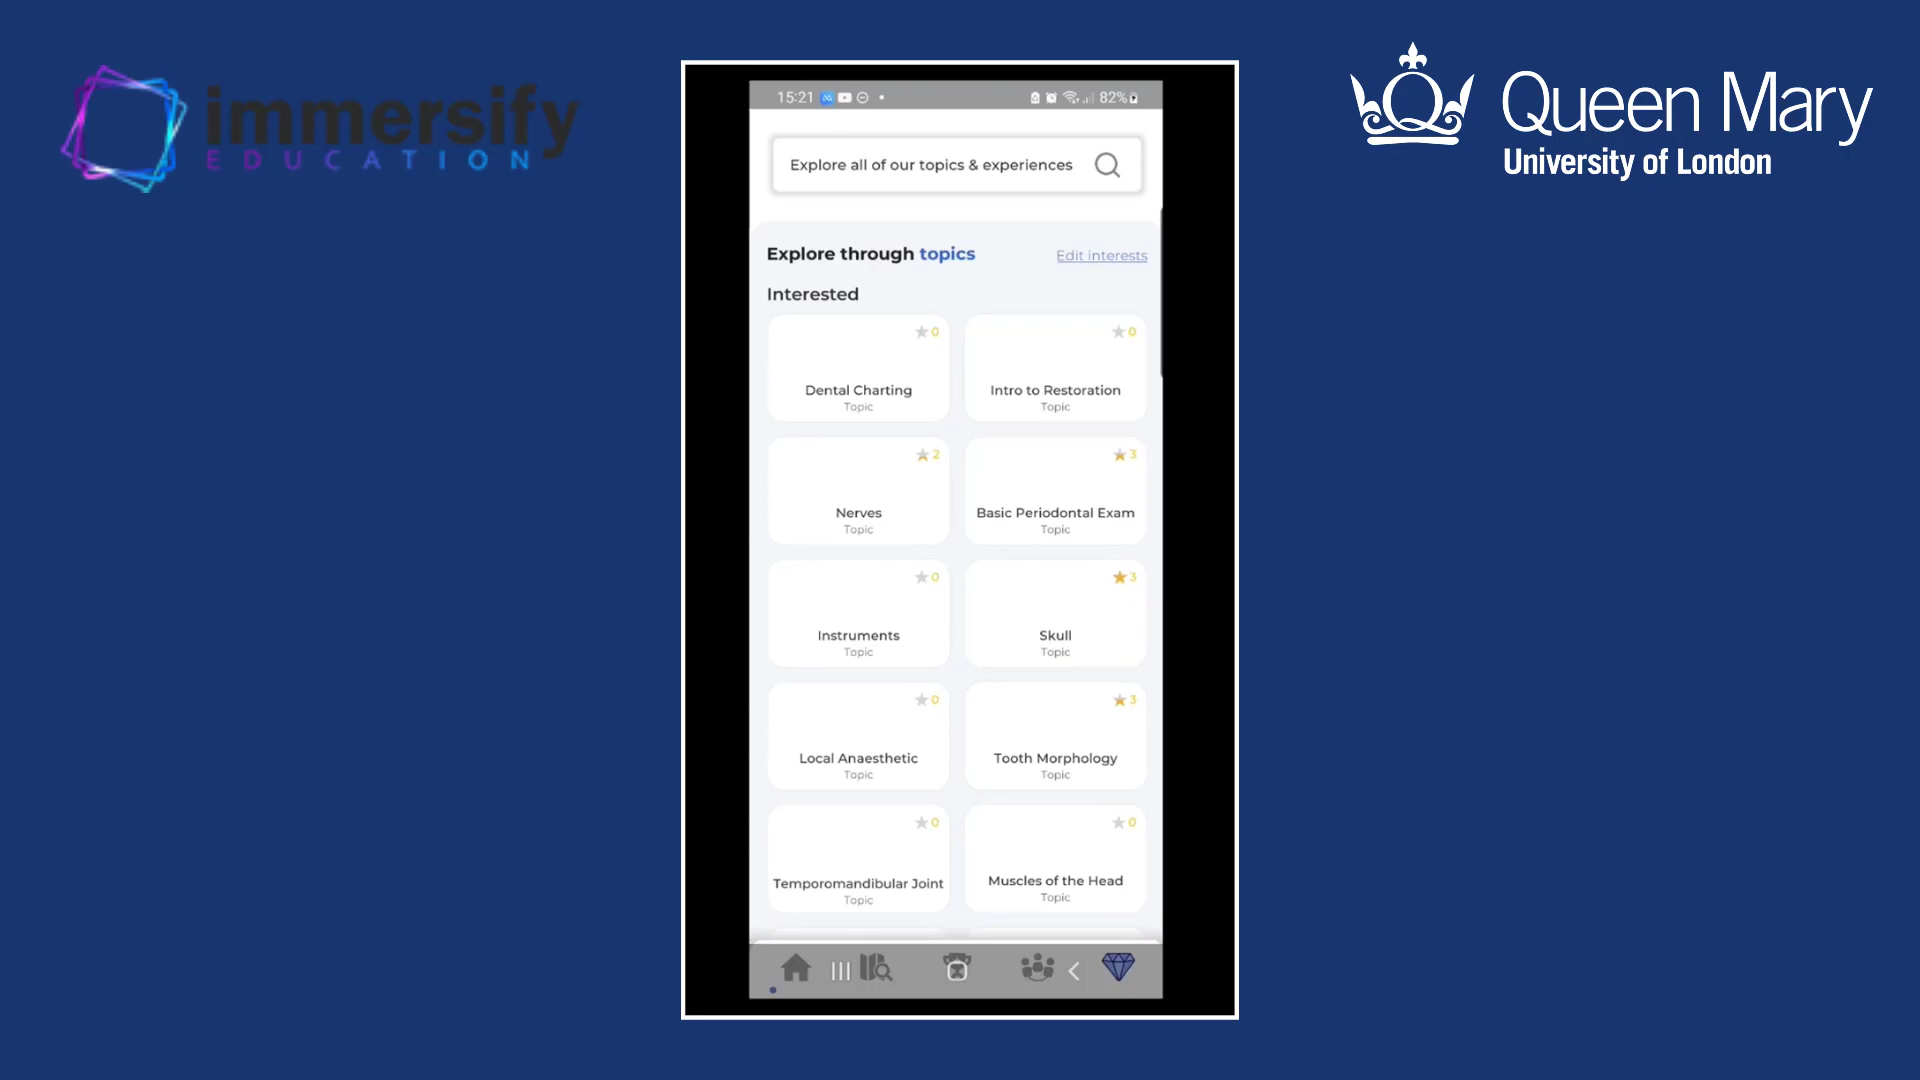 immersify
EDUCATION
Queen Mary
University of London
15:21
82%
Explore all of our topics & experiences
Explore through topics
Edit interests
Interested
0
Dental Charting
Topic
0
Intro to Restoration
Topic
2
Nerves
Topic
3
Basic Periodontal Exam
Topic
0
Instruments
Topic
3
Skull
Topic
0
Local Anaesthetic
Topic
3
Tooth Morphology
Topic
0
Temporomandibular Joint
Topic
0
Muscles of the Head
Topic